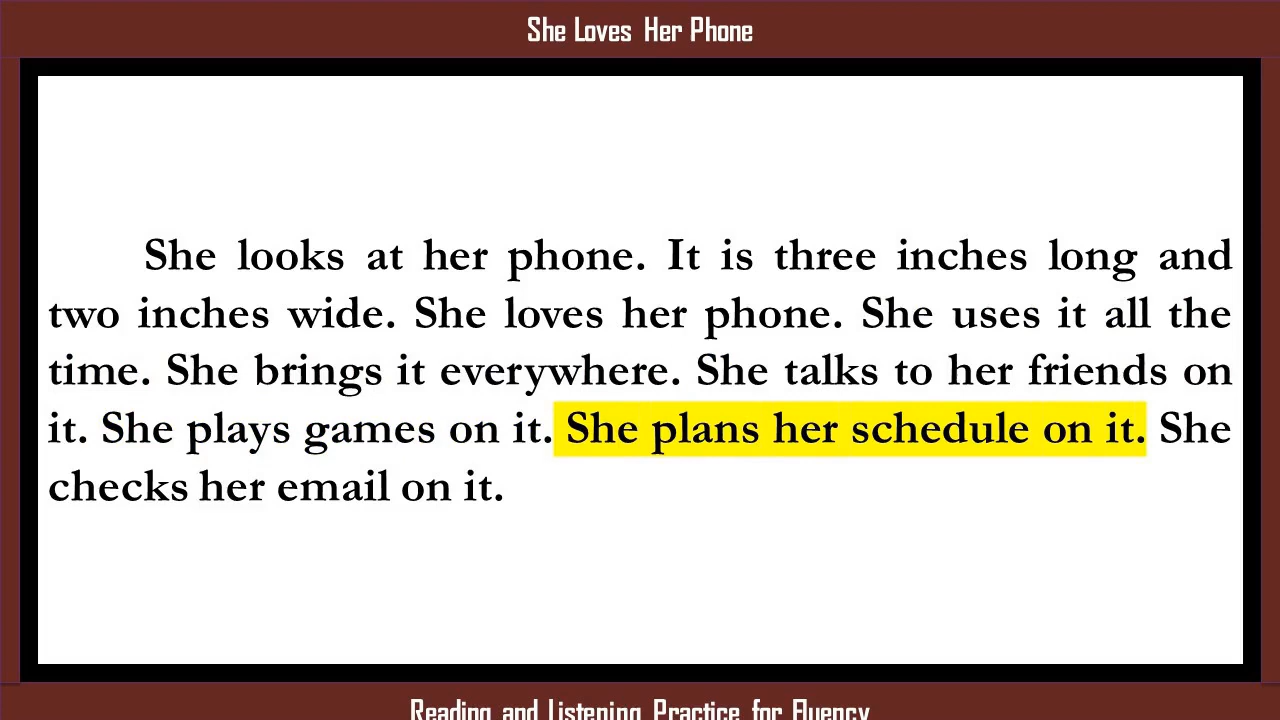 She Loves Her Phone
She looks at her phone. It is three inches long and
two inches wide. She loves her phone. She uses it all the
time. She brings it everywhere. She talks to her friends on
it. She plays games on it. She plans her schedule on it. She
checks her email on it.
Reading and Listening Practice for Fluency